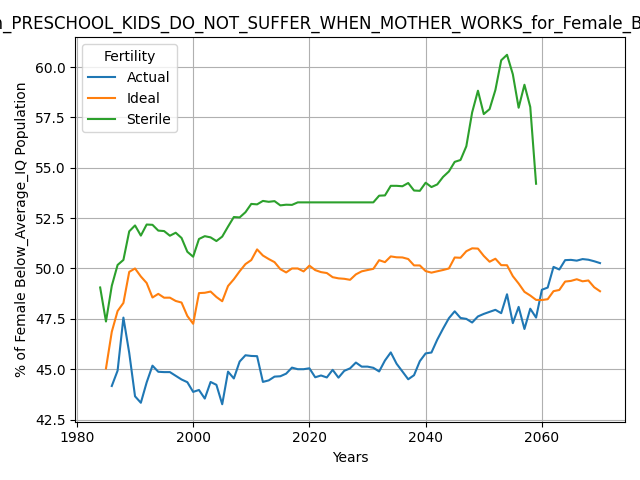 PRESCHOOL_KIDS_DO_NOT_SUFFER_WHEN_MOTHER_WORKS_for_Female_B
Fertility
Actual
Ideal
Sterile
% of Female Below_Average_IQ Population
60.0
57.5
55.0
52.5
50.0
47.5
45.0
42.5
1980
2000
2020
2040
2060
Years